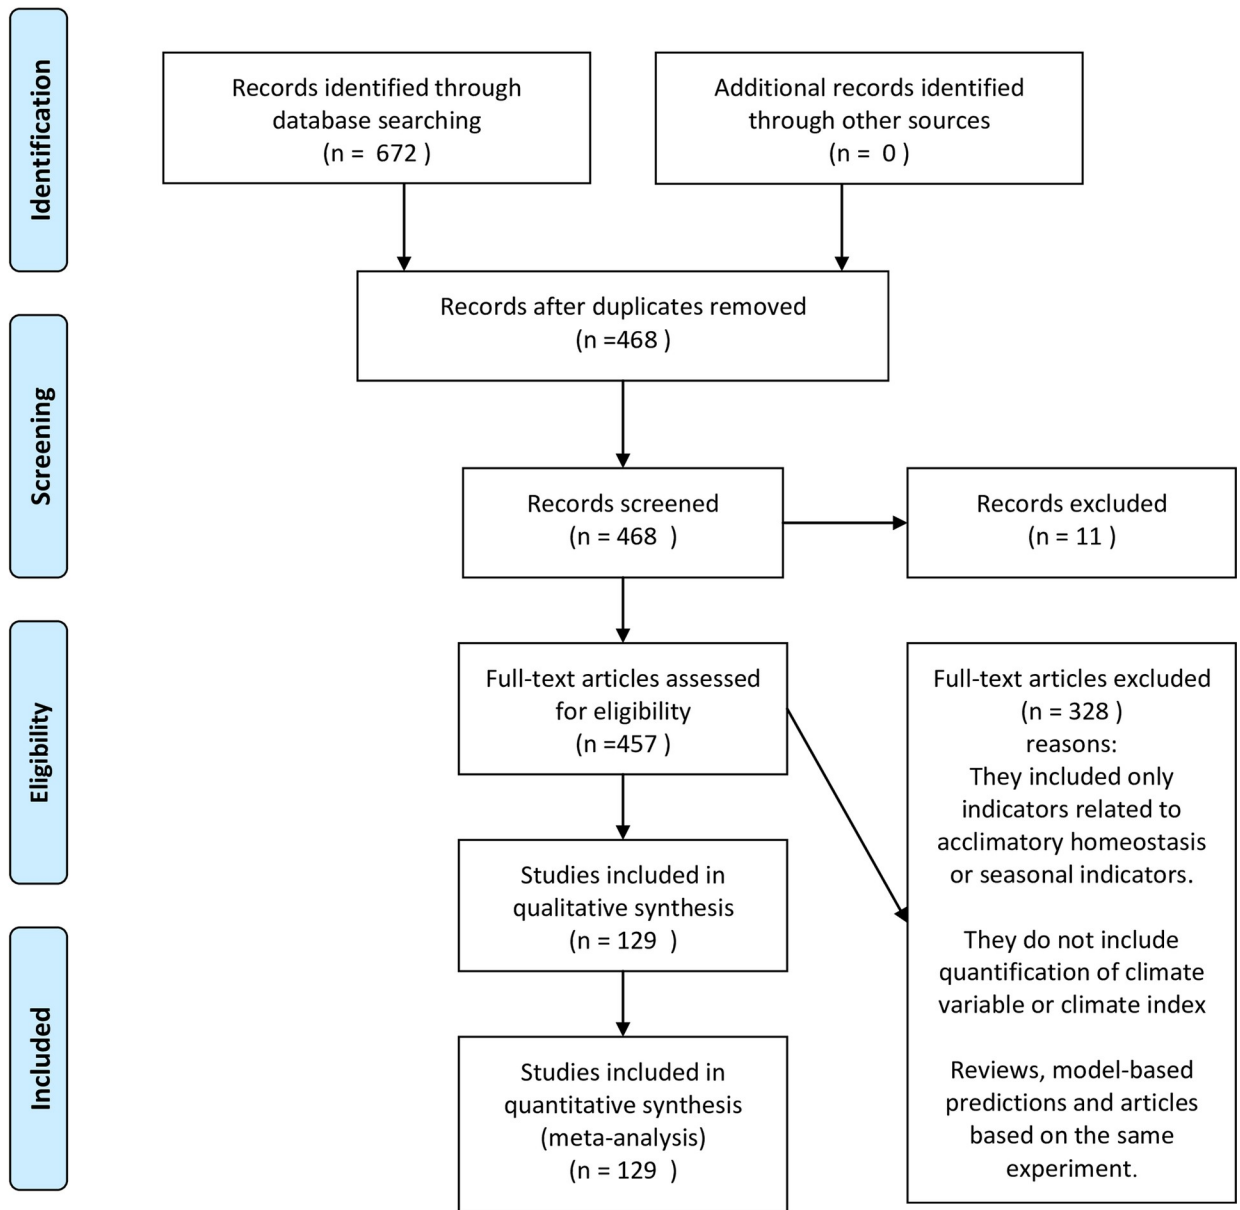 Identification
Records identified through
database searching
(n = 672 )
Additional records identified
through other sources
(n = 0 )
Records after duplicates removed
(n =468 )
Screening
Records screened
(n = 468 )
Records excluded
(n = 11 )
Eligibility
Full-text articles assessed
for eligibility
(n =457 )
Full-text articles excluded
(n = 328 )
reasons:
They included only
indicators related to
acclimatory homeostasis
or seasonal indicators.
They do not include
quantification of climate
variable or climate index
Reviews, model-based
predictions and articles
based on the same
experiment.
Studies included in
qualitative synthesis
(n = 129 )
Included
Studies included in
quantitative synthesis
(meta-analysis)
(n = 129 )